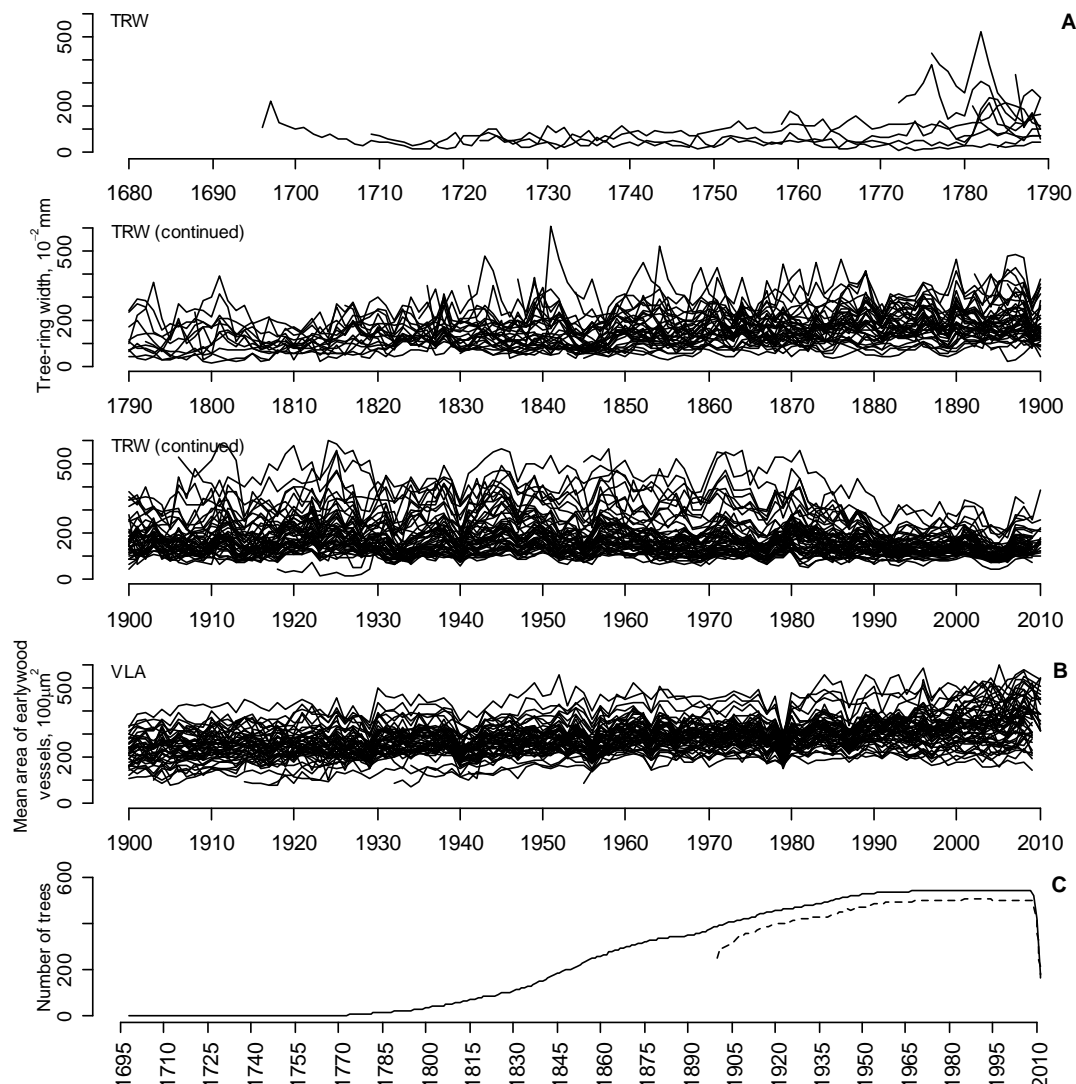 TRW
A
600
200
0
1680 1690 1700 1710 1720 1730 1740 1750 1760 1770 1780 1790
Tree-ring width, 10⁻² mm
TRW (continued)
500
200
0
1790 1800 1810 1820 1830 1840 1850 1860 1870 1880 1890 1900
TRW (continued)
500
200
0
1900 1910 1920 1930 1940 1950 1960 1970 1980 1990 2000 2010
Mean area of earlywood
vessels, 100µm²
VLA
B
500
200
0
1900 1910 1920 1930 1940 1950 1960 1970 1980 1990 2000 2010
Number of trees
C
600
200
0
1695 1710 1725 1740 1755 1770 1785 1800 1815 1830 1845 1860 1875 1890 1905 1920 1935 1950 1965 1980 1995 2010